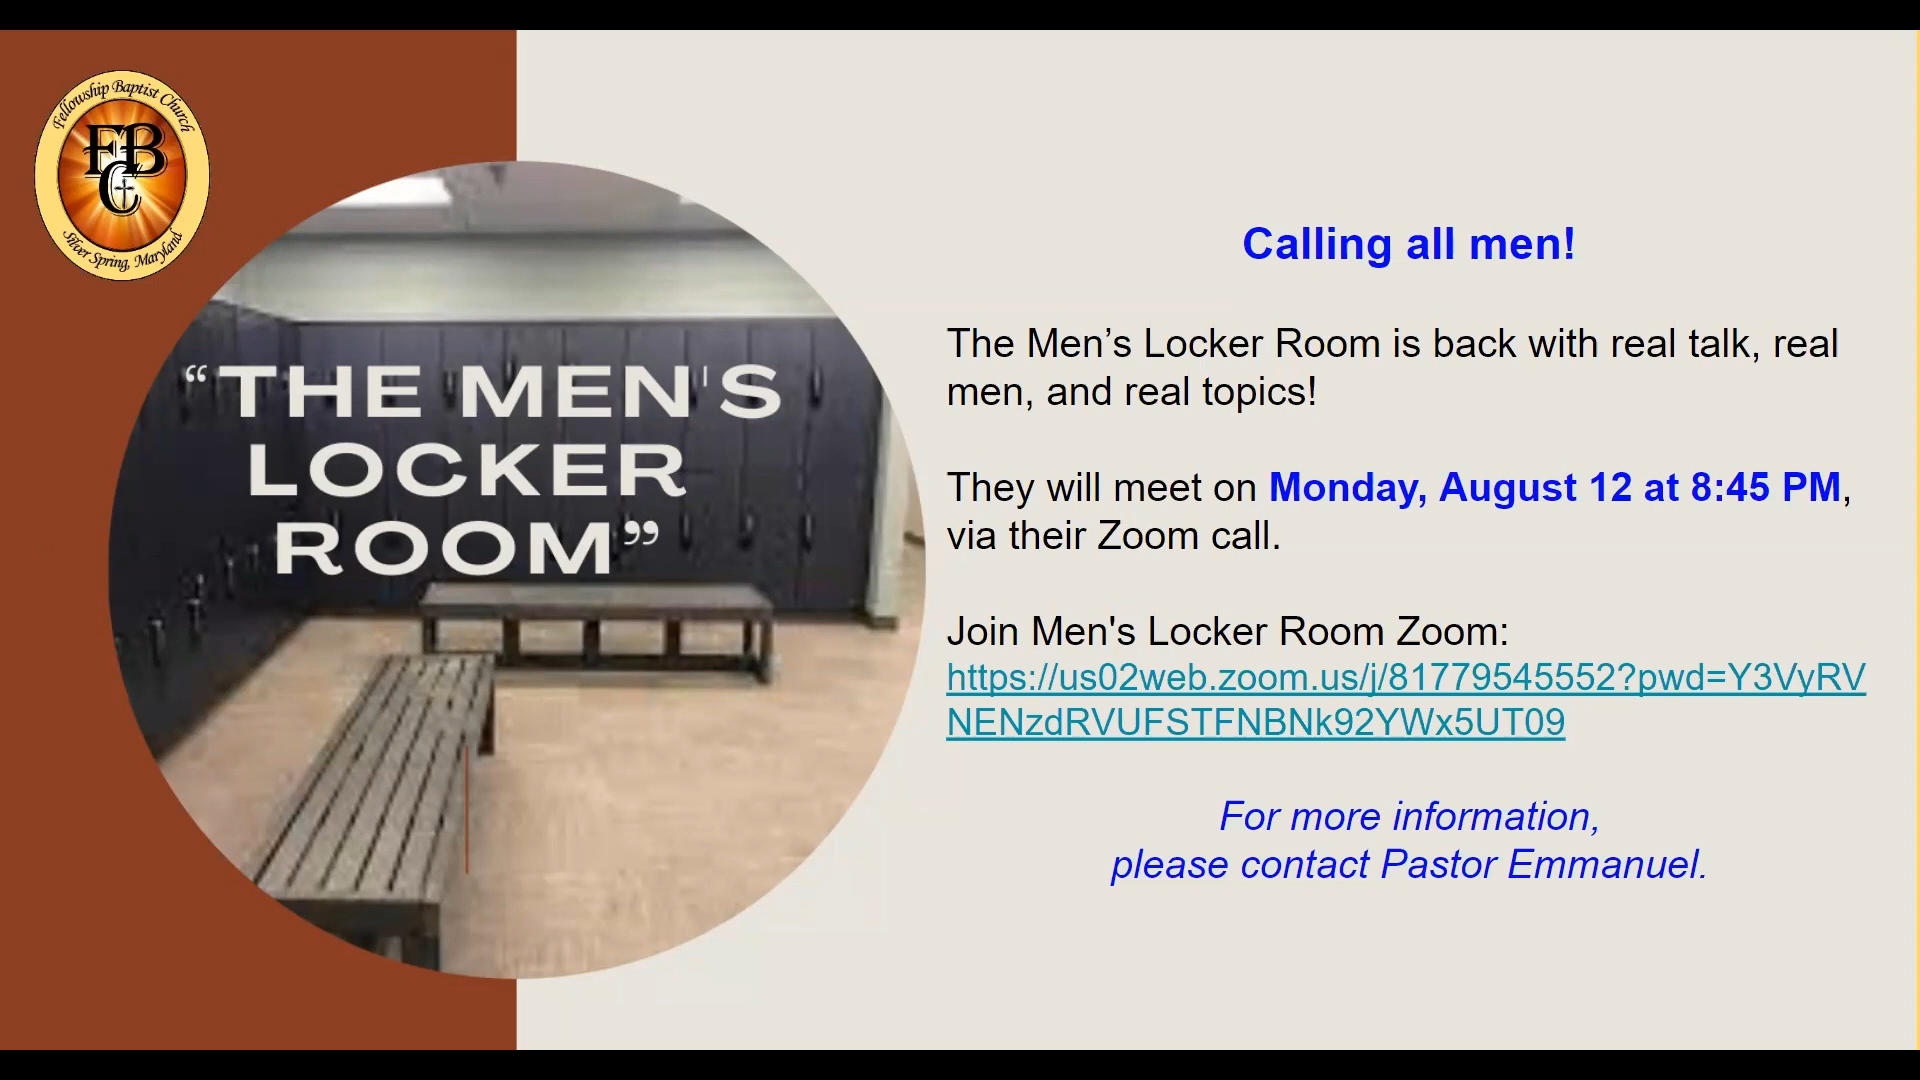 Fellowship Baptist Church
FBC
Silver Spring, Maryland
“THE MEN'S
LOCKER
ROOM”
Calling all men!
The Men’s Locker Room is back with real talk, real
men, and real topics!
They will meet on Monday, August 12 at 8:45 PM,
via their Zoom call.
Join Men's Locker Room Zoom:
https://us02web.zoom.us/j/81779545552?pwd=Y3VyRV
NENzdRVUFSTFNBNk92YWx5UT09
For more information,
please contact Pastor Emmanuel.